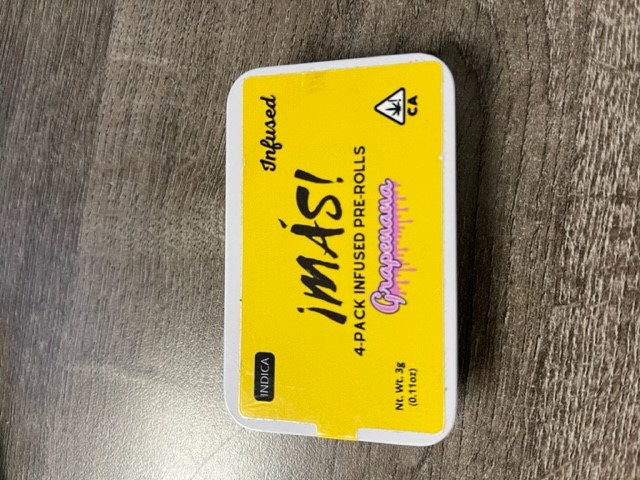 INDICA
Infused
¡MÁS!
4-PACK INFUSED PRE-ROLLS
Grapenana
Nt. Wt. 3g
(0.11oz)
CA